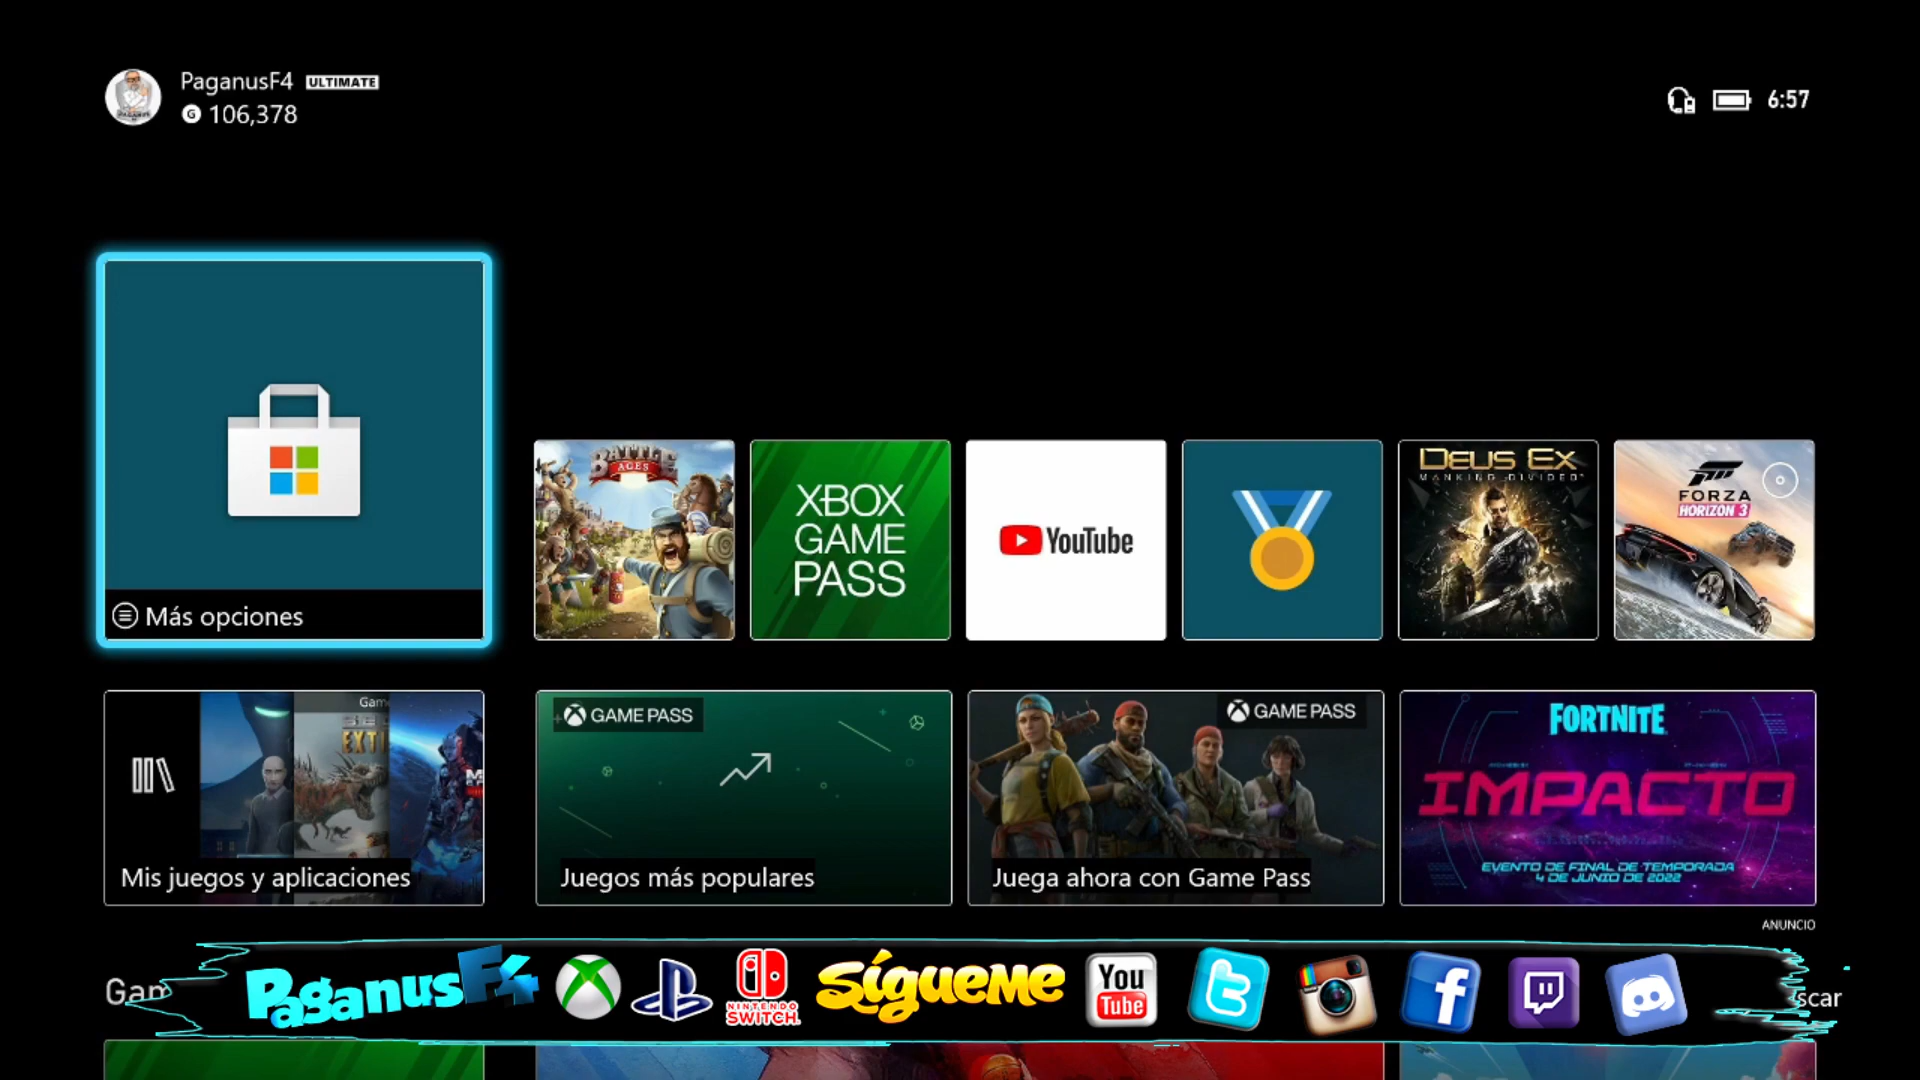 PaganusF4 ULTIMATE
G 106,378
6:57
Más opciones
BATTLE
AGES
XBOX
GAME
PASS
YouTube
DEUS EX
MANKIND DIVIDED
FORZA
HORIZON 3
Mis juegos y aplicaciones
GAME PASS
Juegos más populares
GAME PASS
Juega ahora con Game Pass
FORTNITE
IMPACTO
EVENTO DE FINAL DE TEMPORADA
4 DE JUNIO DE 2022
ANUNCIO
PaganusF4
NINTENDO
SWITCH
Sígueme
You
Tube
scar